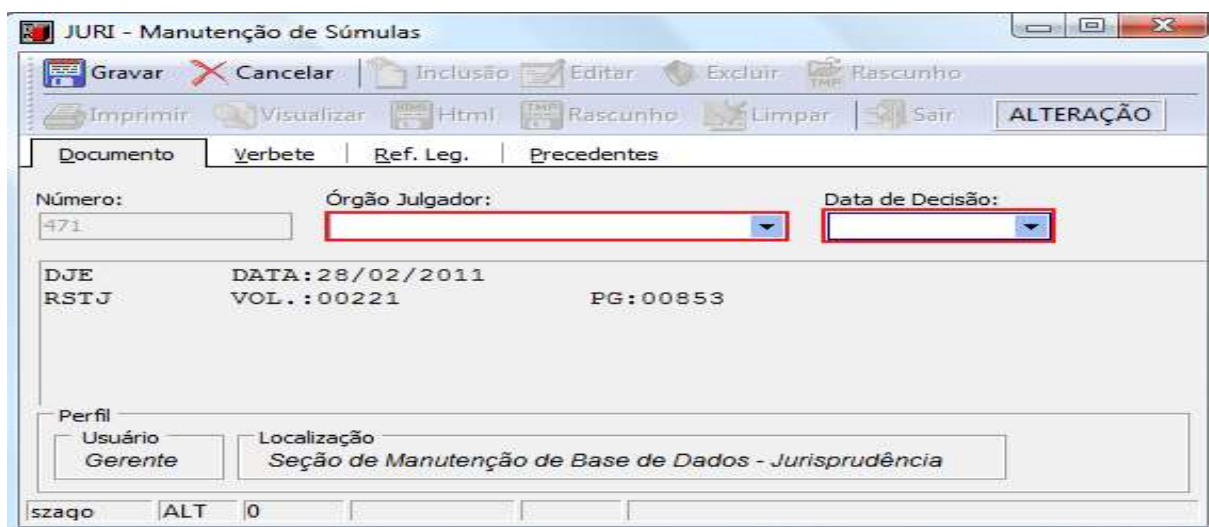 JURI - Manutenção de Súmulas
Gravar Cancelar Inclusão Editar Excluir Rascunho
Imprimir Visualizar Html Rascunho Limpar Sair ALTERAÇÃO
Documento Verbete Ref. Leg. Precedentes
Número: Órgão Julgador: Data de Decisão:
471
DJE DATA:28/02/2011
RSTJ VOL.:00221 PG:00853
Perfil
Usuário Localização
Gerente Seção de Manutenção de Base de Dados - Jurisprudência
szago ALT 0